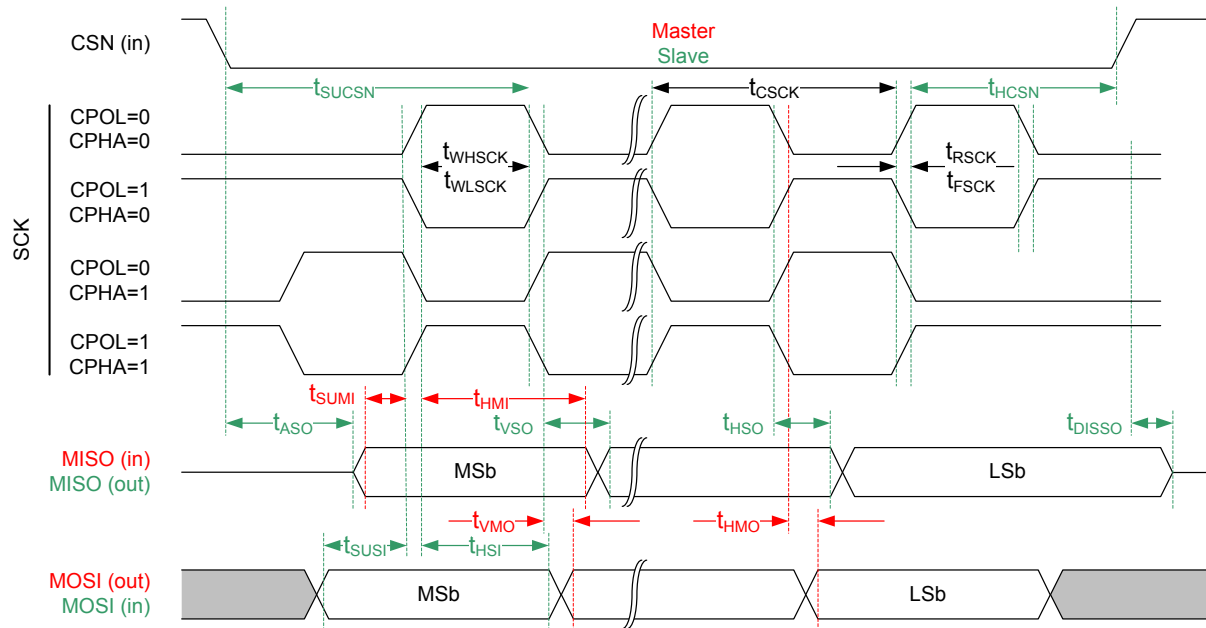 CSN (in)
Master
Slave
tSUCSN
tCSCK
tHCSN
CPOL=0
CPHA=0
tWHSCK
tWLSCK
tRSCK
tFSCK
CPOL=1
CPHA=0
SCK
CPOL=0
CPHA=1
CPOL=1
CPHA=1
tSUMI
tHMI
tASO
tVSO
tHSO
tDISSO
MISO (in)
MISO (out)
MSb
LSb
tVMO
tHMO
tSUSI
tHSI
MOSI (out)
MOSI (in)
MSb
LSb